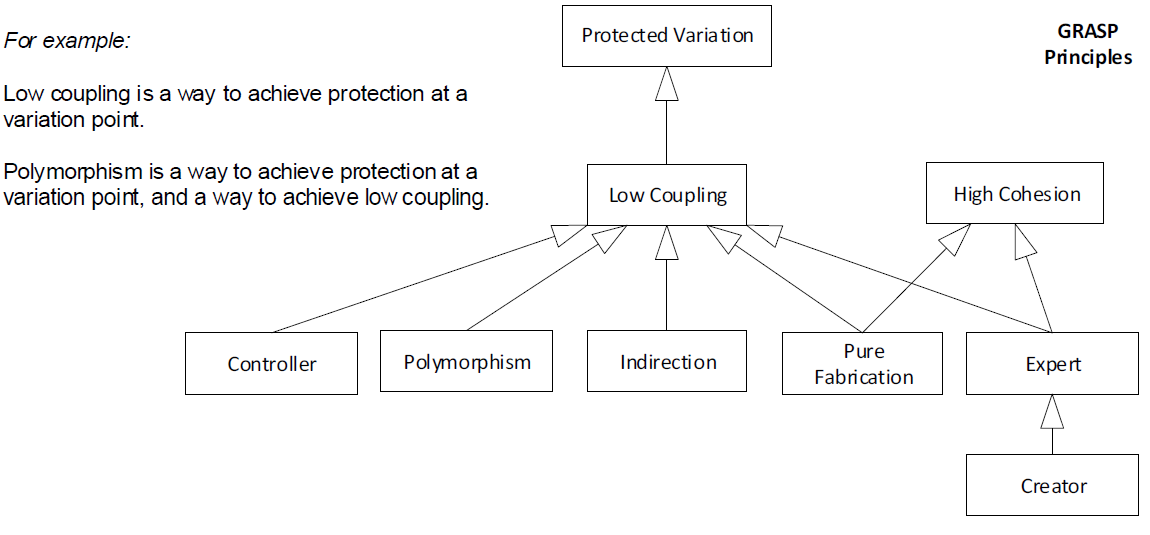 For example:
Low coupling is a way to achieve protection at a
variation point.
Polymorphism is a way to achieve protection at a
variation point, and a way to achieve low coupling.
GRASP
Principles
Protected Variation
Low Coupling
High Cohesion
Controller
Polymorphism
Indirection
Pure
Fabrication
Expert
Creator